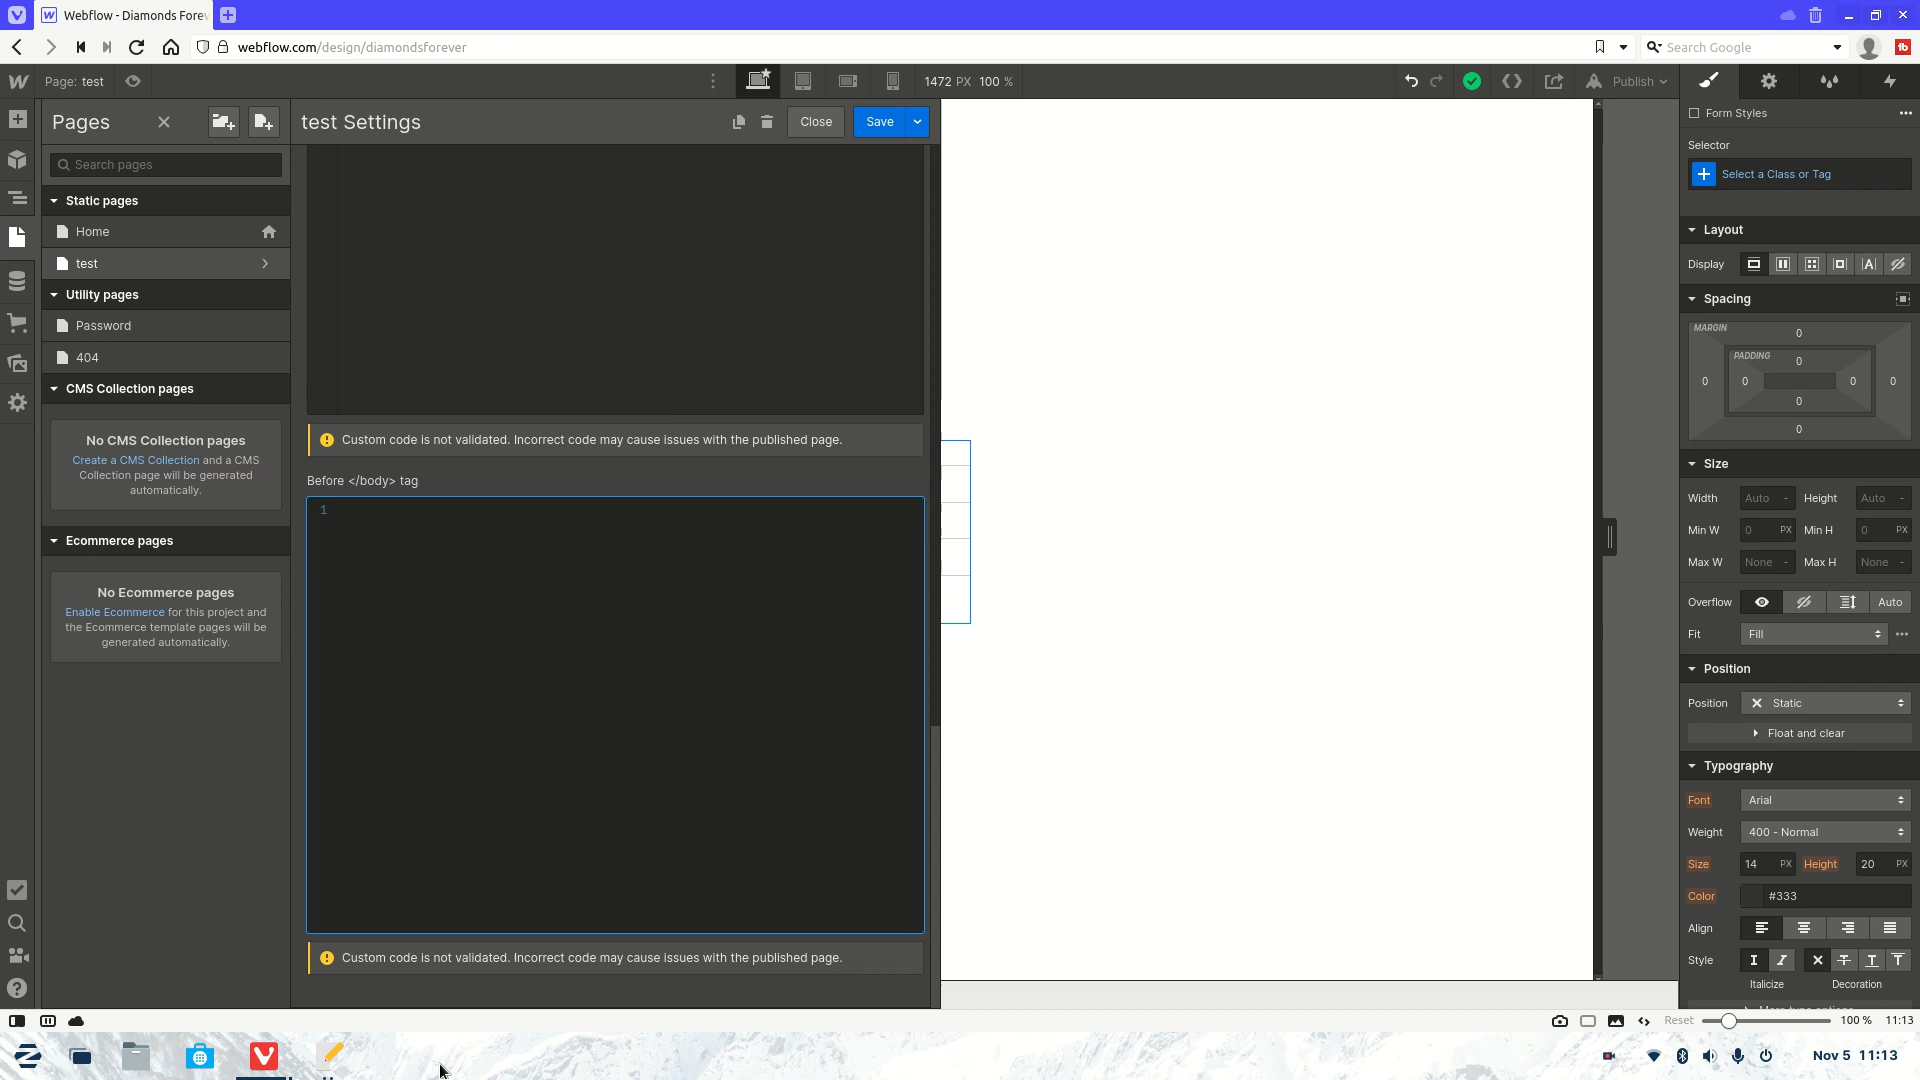 Webflow - Diamonds Forev
webflow.com/design/diamondsforever
Search Google
Page: test
1472 PX 100 %
Publish
Pages
test Settings
Close
Save
Search pages
Static pages
Home
test
Utility pages
Password
404
CMS Collection pages
No CMS Collection pages
Create a CMS Collection and a CMS
Collection page will be generated
automatically.
Ecommerce pages
No Ecommerce pages
Enable Ecommerce for this project and
the Ecommerce template pages will be
generated automatically.
Custom code is not validated. Incorrect code may cause issues with the published page.
Before </body> tag
1
Custom code is not validated. Incorrect code may cause issues with the published page.
Form Styles
Selector
Select a Class or Tag
Layout
Display
Spacing
MARGIN
0
PADDING
0
0 0 0 0
0
0
Size
Width Auto - Height Auto -
Min W 0 PX Min H 0 PX
Max W None - Max H None -
Overflow Auto
Fit Fill
Position
Position Static
Float and clear
Typography
Font Arial
Weight 400 - Normal
Size 14 PX Height 20 PX
Color #333
Align
Style
Italicize Decoration
Reset 100 % 11:13
Nov 5 11:13